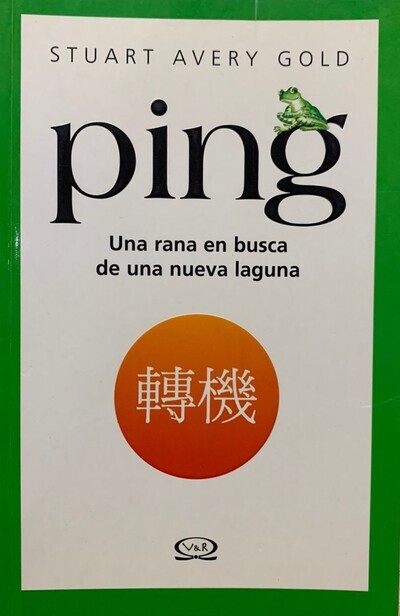 STUART AVERY GOLD
ping
Una rana en busca
de una nueva laguna
轉機
V&R